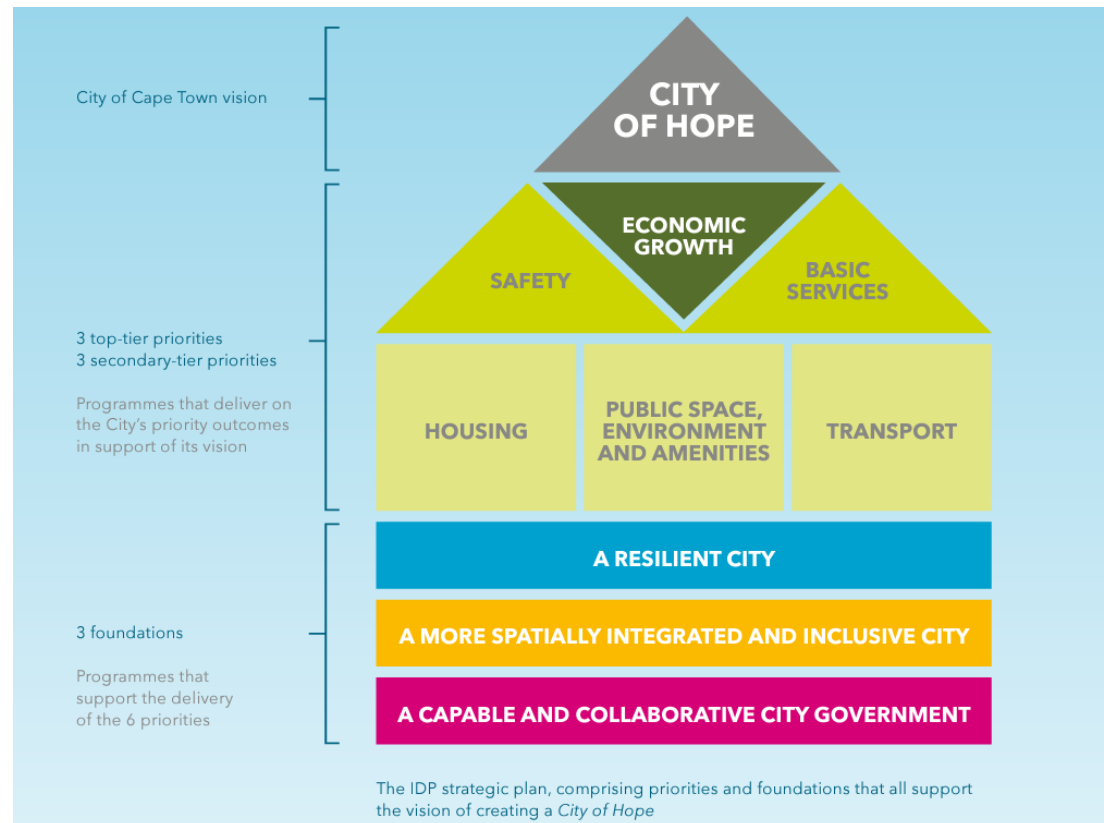 City of Cape Town vision
CITY
OF HOPE
ECONOMIC
GROWTH
SAFETY
BASIC
SERVICES
3 top-tier priorities
3 secondary-tier priorities
Programmes that deliver on
the City's priority outcomes
in support of its vision
HOUSING
PUBLIC SPACE,
ENVIRONMENT
AND AMENITIES
TRANSPORT
3 foundations
Programmes that
support the delivery
of the 6 priorities
A RESILIENT CITY
A MORE SPATIALLY INTEGRATED AND INCLUSIVE CITY
A CAPABLE AND COLLABORATIVE CITY GOVERNMENT
The IDP strategic plan, comprising priorities and foundations that all support
the vision of creating a City of Hope